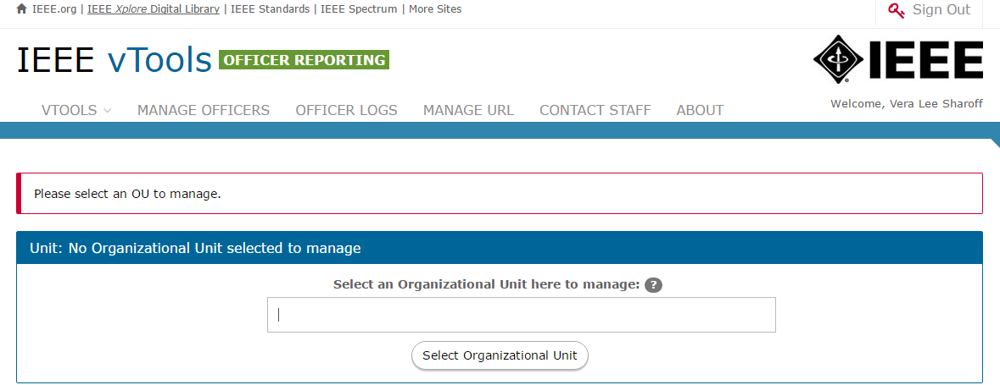 IEEE.org | IEEE Xplore Digital Library | IEEE Standards | IEEE Spectrum | More Sites
Sign Out
IEEE vTools OFFICER REPORTING
IEEE
Welcome, Vera Lee Sharoff
VTOOLS MANAGE OFFICERS OFFICER LOGS MANAGE URL CONTACT STAFF ABOUT
Please select an OU to manage.
Unit: No Organizational Unit selected to manage
Select an Organizational Unit here to manage: ?
Select Organizational Unit